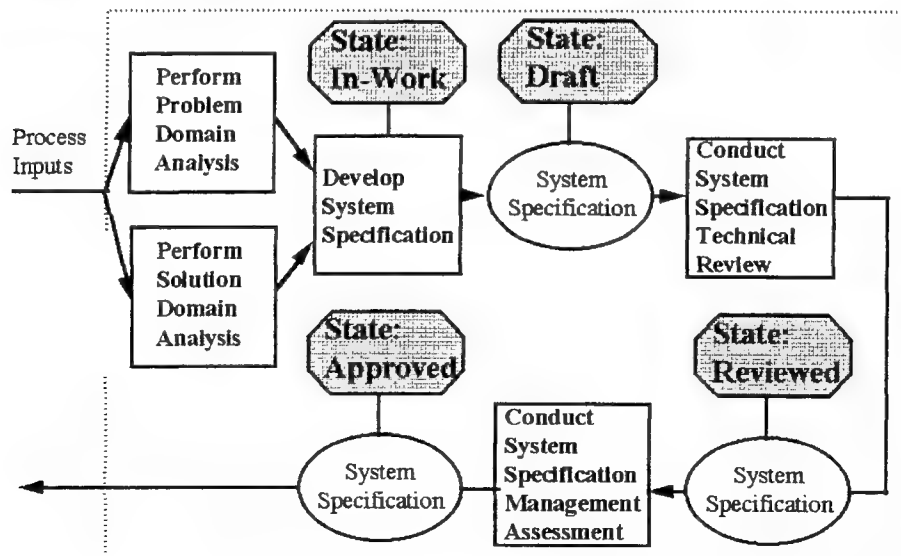 Process
Inputs
Perform
Problem
Domain
Analysis
Perform
Solution
Domain
Analysis
State:
In-Work
Develop
System
Specification
State:
Draft
System
Specification
Conduct
System
Specification
Technical
Review
State:
Reviewed
System
Specification
Conduct
System
Specification
Management
Assessment
State:
Approved
System
Specification